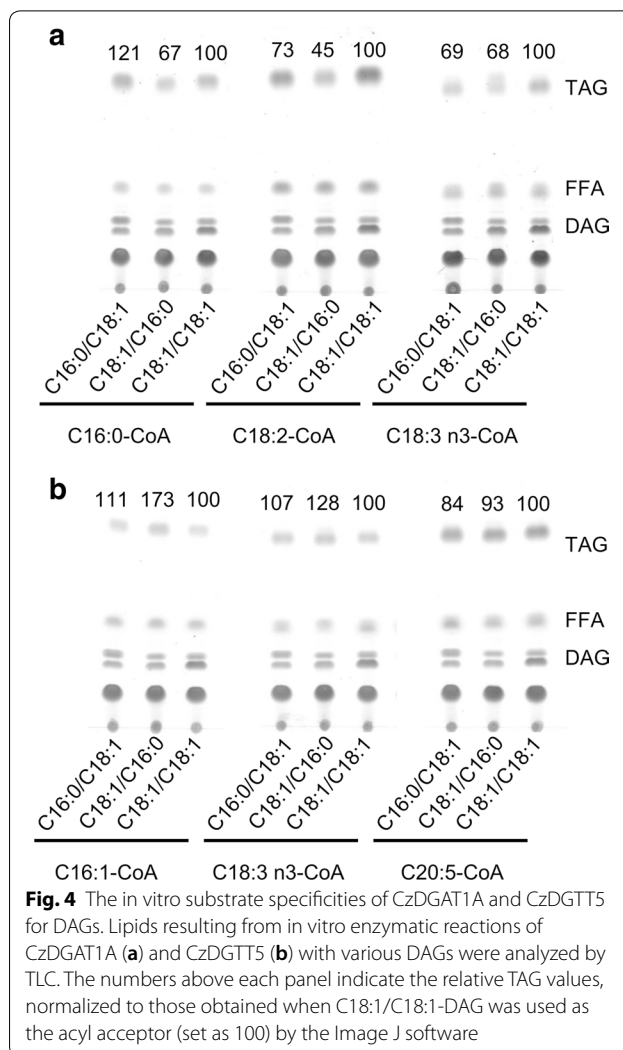 a
121 67 100 73 45 100 69 68 100
TAG
FFA
DAG
C16:0/C18:1 C18:1/C16:0 C18:1/C18:1 C16:0/C18:1 C18:1/C16:0 C18:1/C18:1 C16:0/C18:1 C18:1/C16:0 C18:1/C18:1
C16:0-CoA C18:2-CoA C18:3 n3-CoA
b
111 173 100 107 128 100 84 93 100
TAG
FFA
DAG
C16:0/C18:1 C18:1/C16:0 C18:1/C18:1 C16:0/C18:1 C18:1/C16:0 C18:1/C18:1 C16:0/C18:1 C18:1/C16:0 C18:1/C18:1
C16:1-CoA C18:3 n3-CoA C20:5-CoA
Fig. 4 The in vitro substrate specificities of CzDGAT1A and CzDGTT5
for DAGs. Lipids resulting from in vitro enzymatic reactions of
CzDGAT1A (a) and CzDGTT5 (b) with various DAGs were analyzed by
TLC. The numbers above each panel indicate the relative TAG values,
normalized to those obtained when C18:1/C18:1-DAG was used as
the acyl acceptor (set as 100) by the Image J software